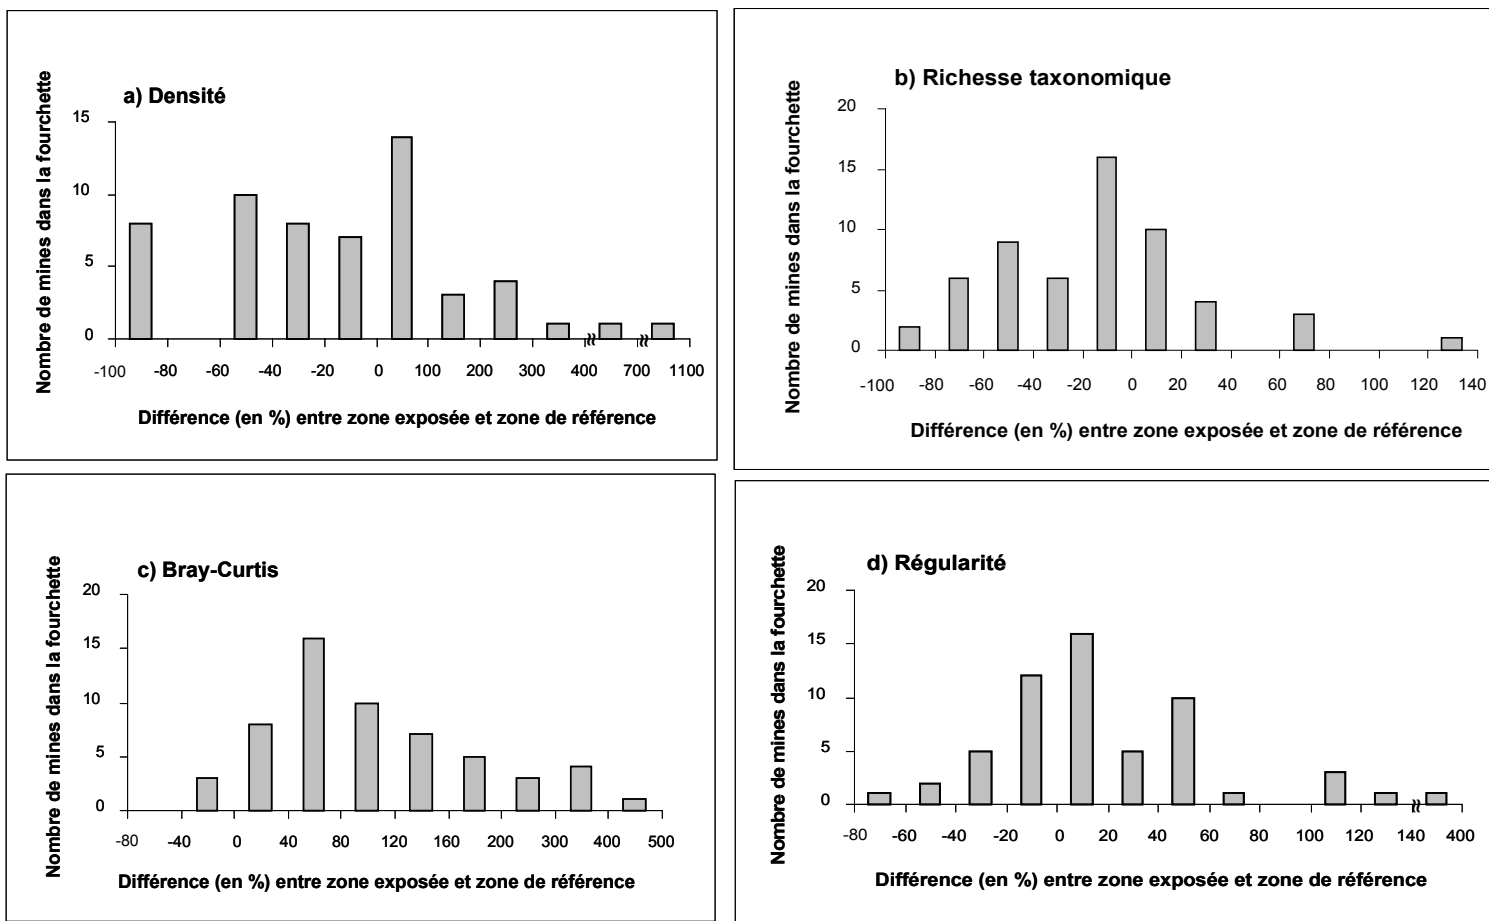 a) Densité
Nombre de mines dans la fourchette
15
10
5
0
-100 -80 -60 -40 -20 0 100 200 300 400 700 1100
Différence (en %) entre zone exposée et zone de référence
b) Richesse taxonomique
Nombre de mines dans la fourchette
20
15
10
5
0
-100 -80 -60 -40 -20 0 20 40 60 80 100 120 140
Différence (en %) entre zone exposée et zone de référence
c) Bray-Curtis
Nombre de mines dans la fourchette
20
15
10
5
0
-80 -40 0 40 80 120 160 200 300 400 500
Différence (en %) entre zone exposée et zone de référence
d) Régularité
Nombre de mines dans la fourchette
20
15
10
5
0
-80 -60 -40 -20 0 20 40 60 80 100 120 140 400
Différence (en %) entre zone exposée et zone de référence